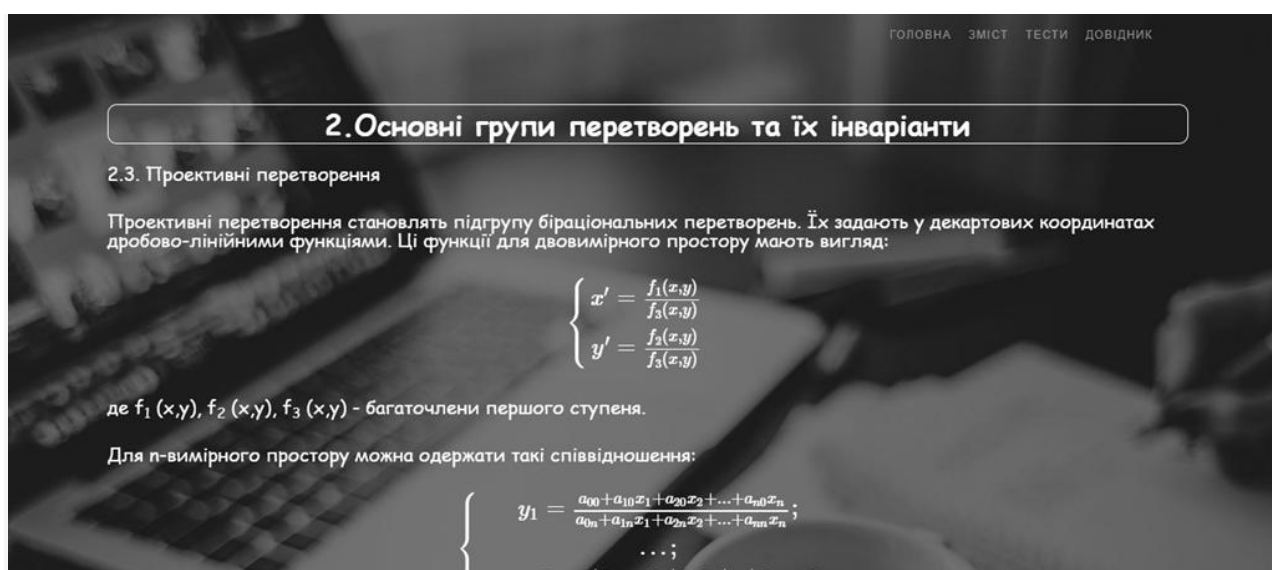 ГОЛОВНА ЗМІСТ ТЕСТИ ДОВІДНИК
2.Основні групи перетворень та їх інваріанти
2.3. Проективні перетворення
Проективні перетворення становлять підгрупу біраціональних перетворень. Їх задають у декартових координатах
дробово-лінійними функціями. Ці функції для двовимірного простору мають вигляд:
x′ = f₁(x,y)/f₃(x,y)
y′ = f₂(x,y)/f₃(x,y)
де f₁ (x,y), f₂ (x,y), f₃ (x,y) - багаточлени першого ступеня.
Для n-вимірного простору можна одержати такі співвідношення:
y₁ = a₀₀+a₁₀x₁+a₂₀x₂+...+aₙ₀xₙ / a₀ₙ+a₁ₙx₁+a₂ₙx₂+...+aₙₙxₙ;
...;